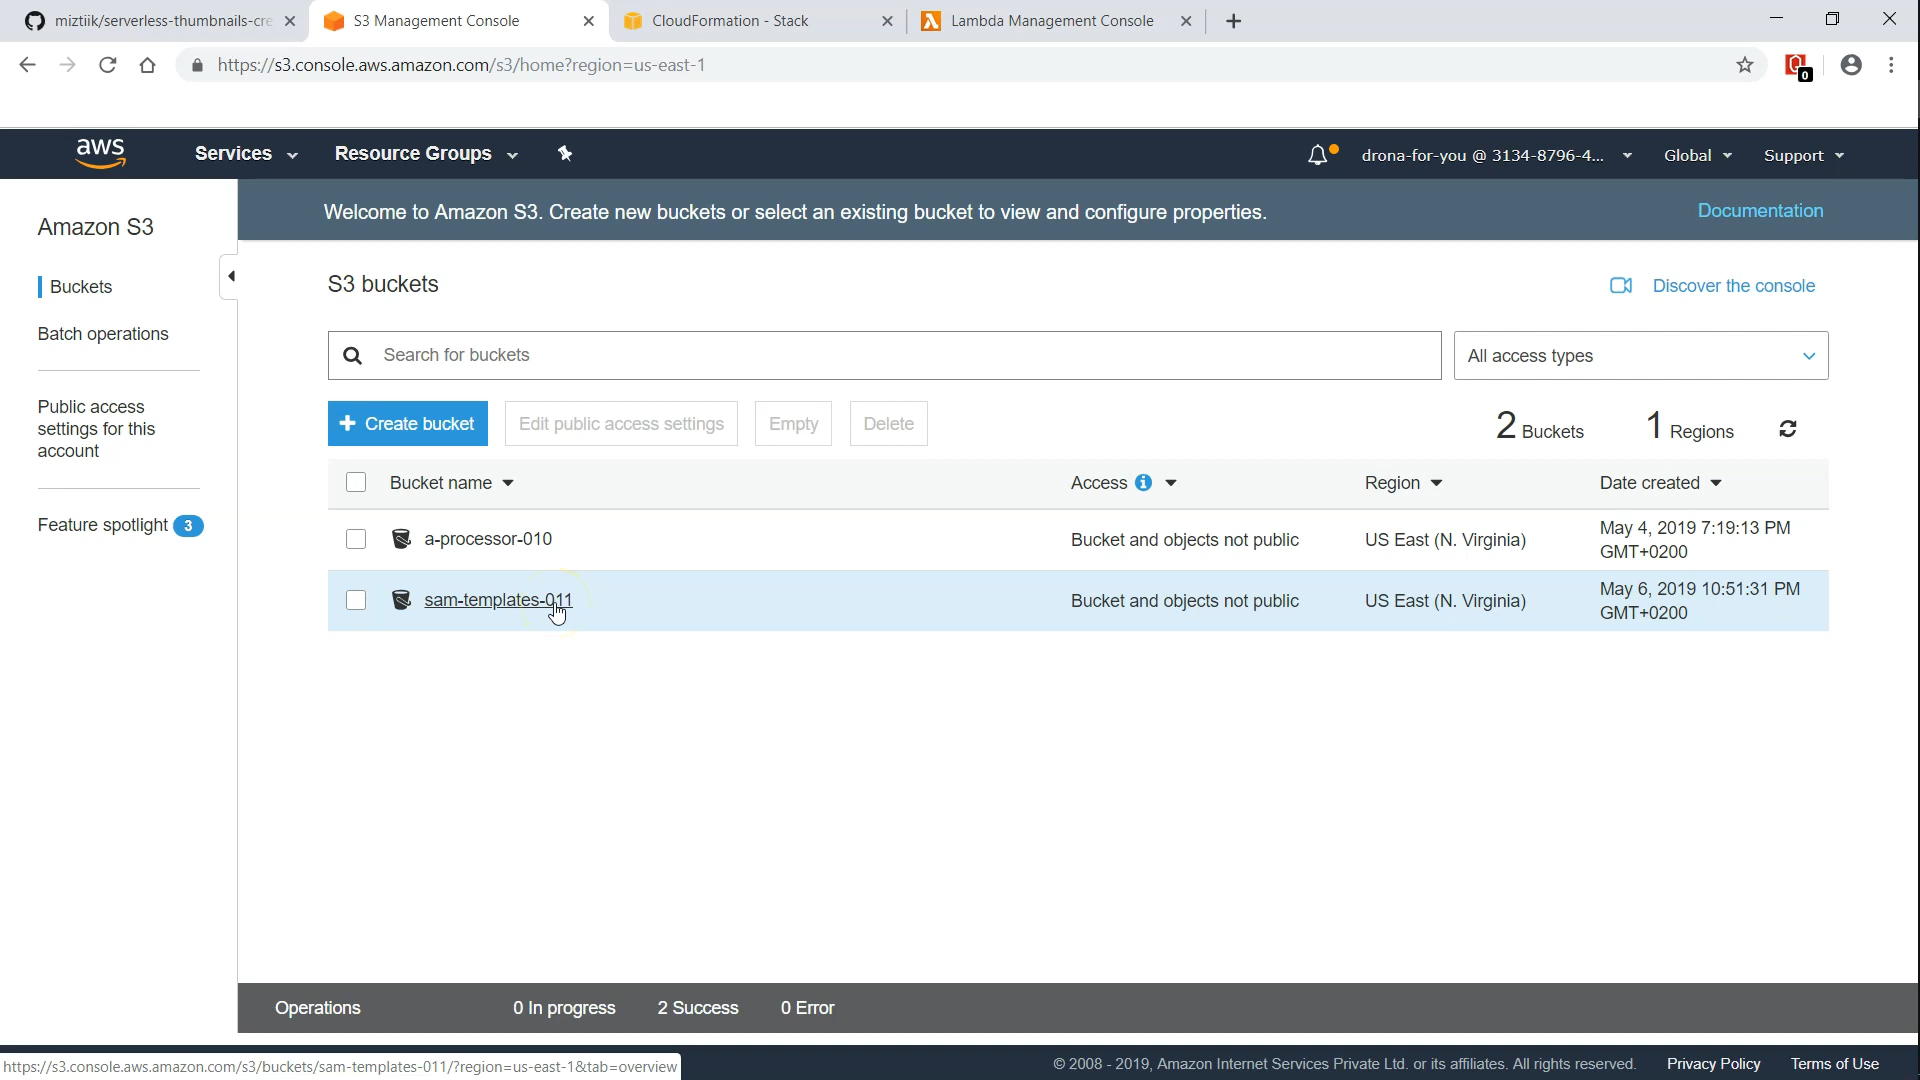 miztiik/serverless-thumbnails-cre
S3 Management Console
CloudFormation - Stack
Lambda Management Console
https://s3.console.aws.amazon.com/s3/home?region=us-east-1
0
aws
Services
Resource Groups
drona-for-you @ 3134-8796-4...
Global
Support
Welcome to Amazon S3. Create new buckets or select an existing bucket to view and configure properties.
Documentation
Amazon S3
Buckets
Batch operations
Public access
settings for this
account
Feature spotlight 3
S3 buckets
Discover the console
Search for buckets
All access types
+ Create bucket
Edit public access settings
Empty
Delete
2 Buckets
1 Regions
Bucket name
Access
Region
Date created
a-processor-010
Bucket and objects not public
US East (N. Virginia)
May 4, 2019 7:19:13 PM
GMT+0200
sam-templates-011
Bucket and objects not public
US East (N. Virginia)
May 6, 2019 10:51:31 PM
GMT+0200
Operations
0 In progress
2 Success
0 Error
https://s3.console.aws.amazon.com/s3/buckets/sam-templates-011/?region=us-east-1&tab=overview
© 2008 - 2019, Amazon Internet Services Private Ltd. or its affiliates. All rights reserved.
Privacy Policy
Terms of Use